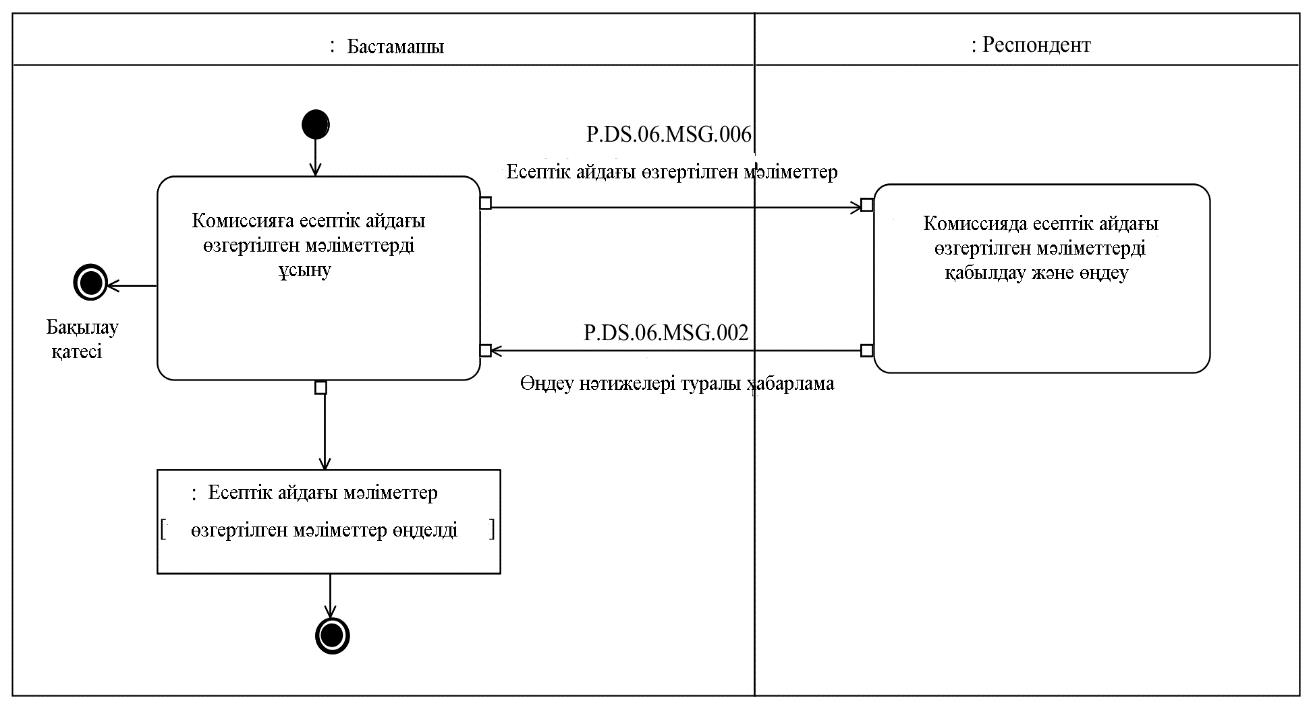 : Бастамашы
: Респондент
P.DS.06.MSG.006
Есептік айдағы өзгертілген мәліметтер
Комиссияға есептік айдағы
өзгертілген мәліметтерді
ұсыну
Комиссияда есептік айдағы
өзгертілген мәліметтерді
қабылдау және өңдеу
Бақылау
қатесі
P.DS.06.MSG.002
Өңдеу нәтижелері туралы хабарлама
: Есептік айдағы мәліметтер
[ өзгертілген мәліметтер өңделді ]